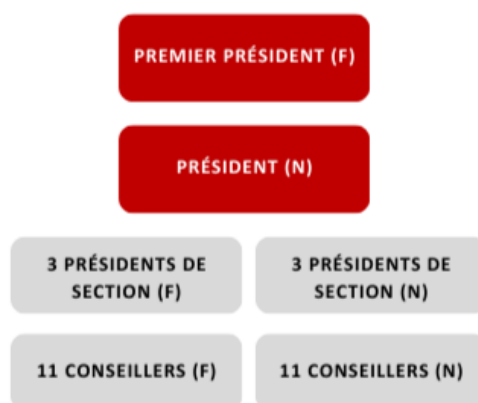 PREMIER PRÉSIDENT (F)
PRÉSIDENT (N)
3 PRÉSIDENTS DE
SECTION (F)
3 PRÉSIDENTS DE
SECTION (N)
11 CONSEILLERS (F)
11 CONSEILLERS (N)